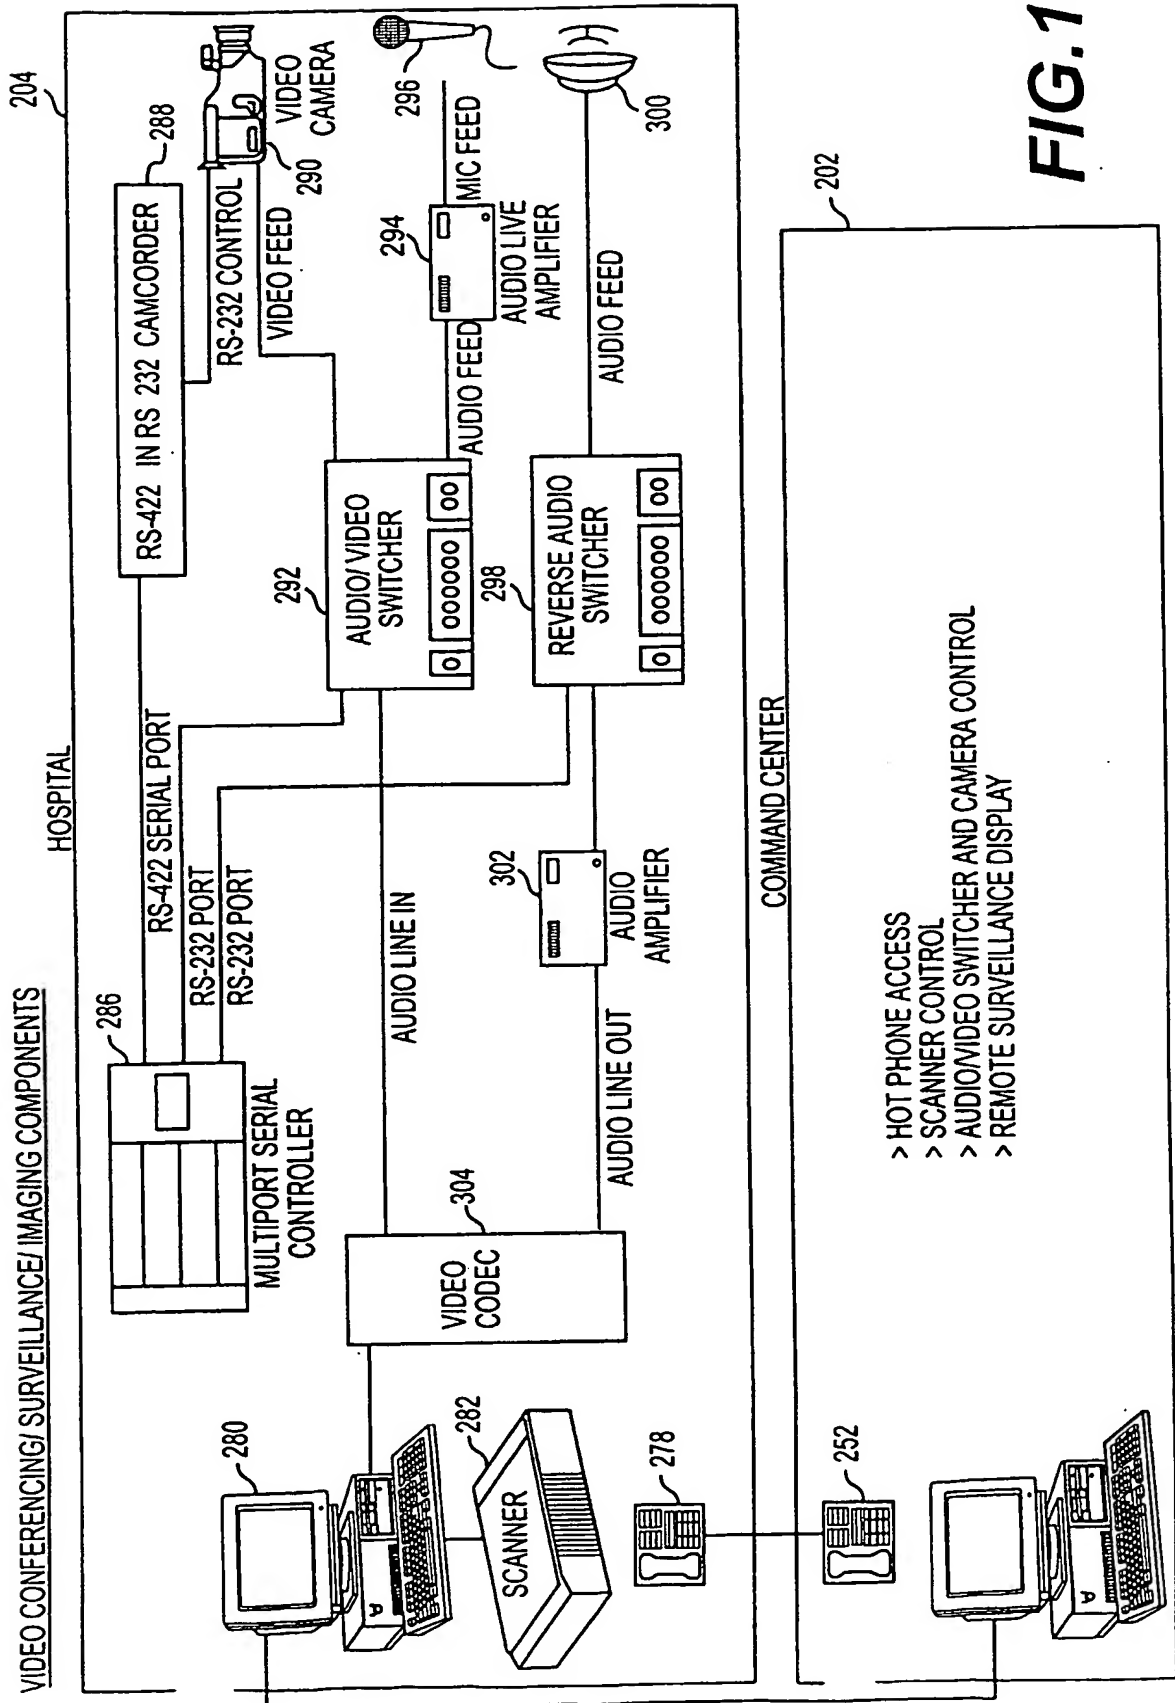 VIDEO CONFERENCING/ SURVEILLANCE/ IMAGING COMPONENTS
HOSPITAL
204
286
MULTIPORT SERIAL
CONTROLLER
RS-422 SERIAL PORT
RS-232 PORT
RS-232 PORT
RS-422 IN RS 232 CAMCORDER
288
RS-232 CONTROL
VIDEO FEED
290
VIDEO
CAMERA
292
AUDIO/VIDEO
SWITCHER
AUDIO FEED
294
AUDIO LIVE
AMPLIFIER
MIC FEED
296
298
REVERSE AUDIO
SWITCHER
AUDIO FEED
300
302
AUDIO
AMPLIFIER
AUDIO LINE IN
AUDIO LINE OUT
304
VIDEO
CODEC
280
A
282
SCANNER
278
COMMAND CENTER
202
252
A
> HOT PHONE ACCESS
> SCANNER CONTROL
> AUDIO/VIDEO SWITCHER AND CAMERA CONTROL
> REMOTE SURVEILLANCE DISPLAY
FIG.1